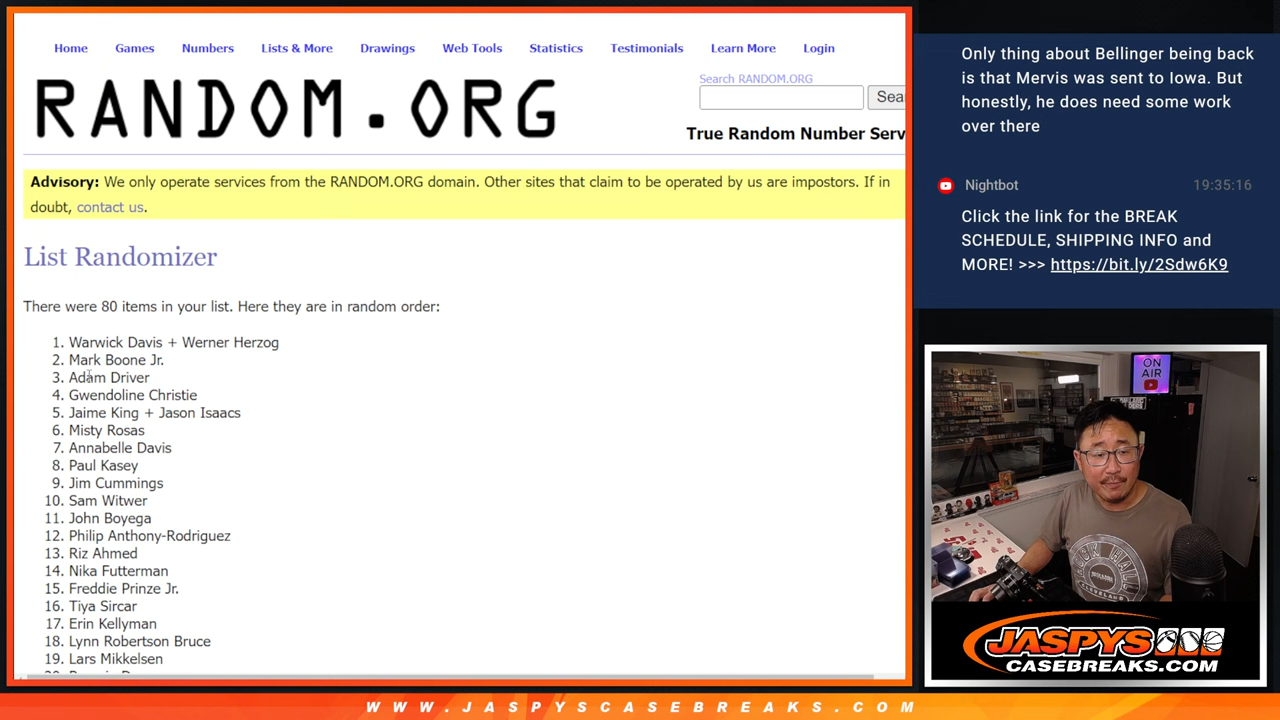 Home Games Numbers Lists & More Drawings Web Tools Statistics Testimonials Learn More Login
RANDOM.ORG
Search RANDOM.ORG
Sear
True Random Number Serv
Advisory: We only operate services from the RANDOM.ORG domain. Other sites that claim to be operated by us are impostors. If in
doubt, contact us.
List Randomizer
There were 80 items in your list. Here they are in random order:
1. Warwick Davis + Werner Herzog
2. Mark Boone Jr.
3. Adam Driver
4. Gwendoline Christie
5. Jaime King + Jason Isaacs
6. Misty Rosas
7. Annabelle Davis
8. Paul Kasey
9. Jim Cummings
10. Sam Witwer
11. John Boyega
12. Philip Anthony-Rodriguez
13. Riz Ahmed
14. Nika Futterman
15. Freddie Prinze Jr.
16. Tiya Sircar
17. Erin Kellyman
18. Lynn Robertson Bruce
19. Lars Mikkelsen
Only thing about Bellinger being back
is that Mervis was sent to Iowa. But
honestly, he does need some work
over there
Nightbot 19:35:16
Click the link for the BREAK
SCHEDULE, SHIPPING INFO and
MORE! >>> https://bit.ly/2Sdw6K9
ON
AIR
ROCK HALL
CLEVELAND
JASPYS
CASEBREAKS.COM
WWW.JASPYSCASEBREAKS.COM